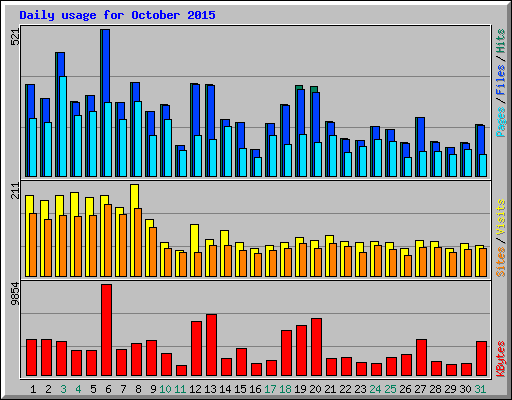 Daily usage for October 2015
521
Pages / Files / Hits
211
Sites / Visits
9854
KBytes
1 2 3 4 5 6 7 8 9 10 11 12 13 14 15 16 17 18 19 20 21 22 23 24 25 26 27 28 29 30 31